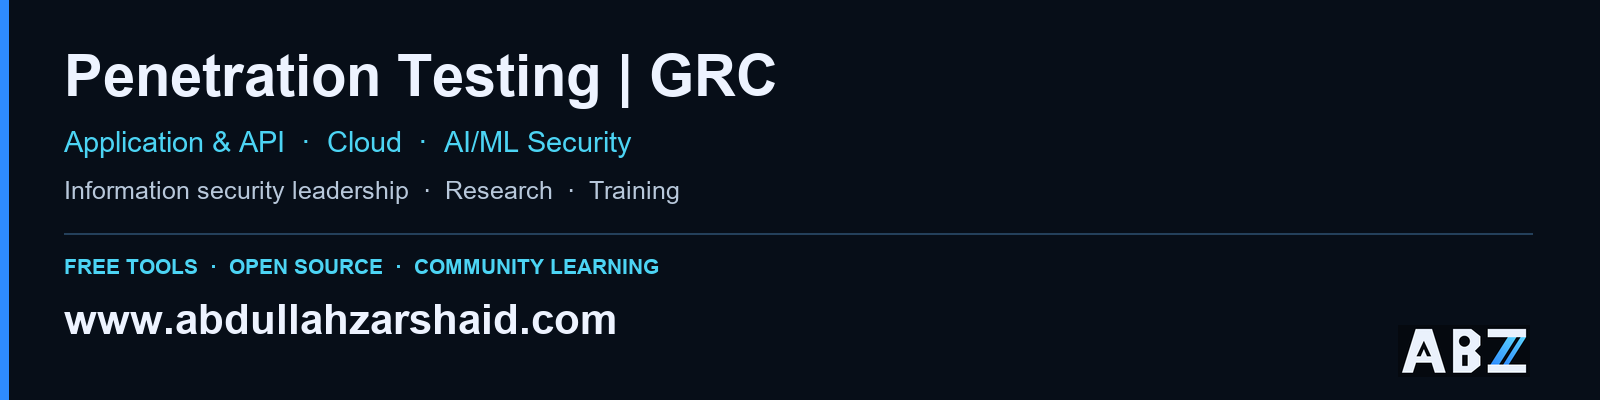 Penetration Testing | GRC
Application & API · Cloud · AI/ML Security
Information security leadership · Research · Training
FREE TOOLS · OPEN SOURCE · COMMUNITY LEARNING
www.abdullahzarshaid.com
ABZ